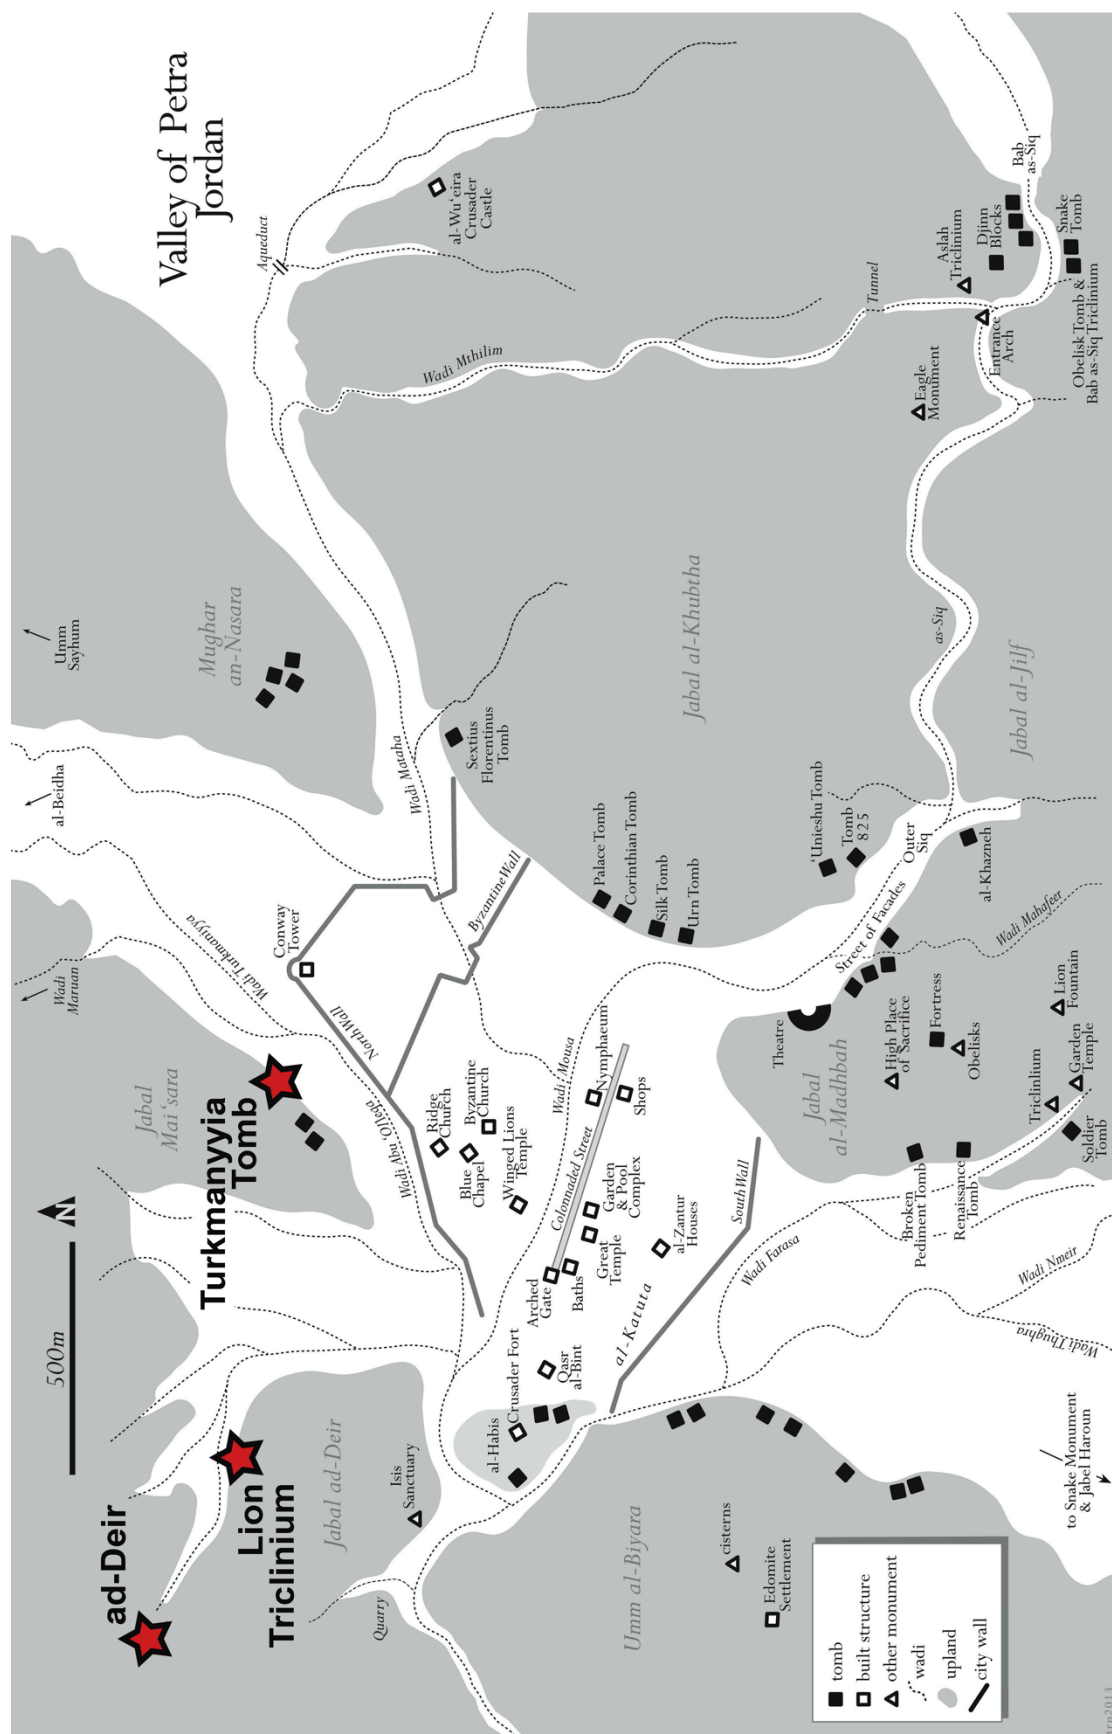 Valley of Petra
Jordan
500m
N
ad-Deir
Lion
Triclinium
Turkmanyyia
Tomb
Jabal
Mai‘sara
Wadi
Maruan
al-Beidha
Umm
Sayhum
Mughar
an-Nasara
Aqueduct
al-Wu‘eira
Crusader
Castle
Wadi Turkmaniyya
Conway
Tower
North Wall
Wadi Abu ‘Ollega
Wadi Mataha
Sextius
Florentinus
Tomb
Wadi Mthilim
Jabal ad-Deir
Isis
Sanctuary
Quarry
al-Habis
Crusader Fort
Qasr
al-Bint
Arched
Gate
Baths
Great
Temple
Garden
& Pool
Complex
Colonnaded Street
Winged Lions
Temple
Blue
Chapel
Ridge
Church
Byzantine
Church
Byzantine Wall
Wadi Mousa
Nymphaeum
Shops
al-Zantur
Houses
al-Katuta
South Wall
Palace Tomb
Corinthian Tomb
Silk Tomb
Urn Tomb
Jabal al-Khubtha
Umm al-Biyara
cisterns
Edomite
Settlement
Wadi Farasa
Theatre
Jabal
al-Madhbah
Street of Facades
‘Unieshu Tomb
Tomb
825
Outer
Siq
al-Khazneh
as-Siq
Jabal al-Jilf
Eagle
Monument
Tunnel
Entrance
Arch
Aslah
Triclinium
Djinn
Blocks
Bab
as-Siq
Snake
Tomb
Obelisk Tomb &
Bab as-Siq Triclinium
High Place
of Sacrifice
Fortress
Obelisks
Wadi Mahafeer
Lion
Fountain
Garden
Temple
Triclinlium
Soldier
Tomb
Broken
Pediment Tomb
Renaissance
Tomb
Wadi Nmeir
Wadi Thughra
to Snake Monument
& Jabel Haroun
tomb
built structure
other monument
wadi
upland
city wall